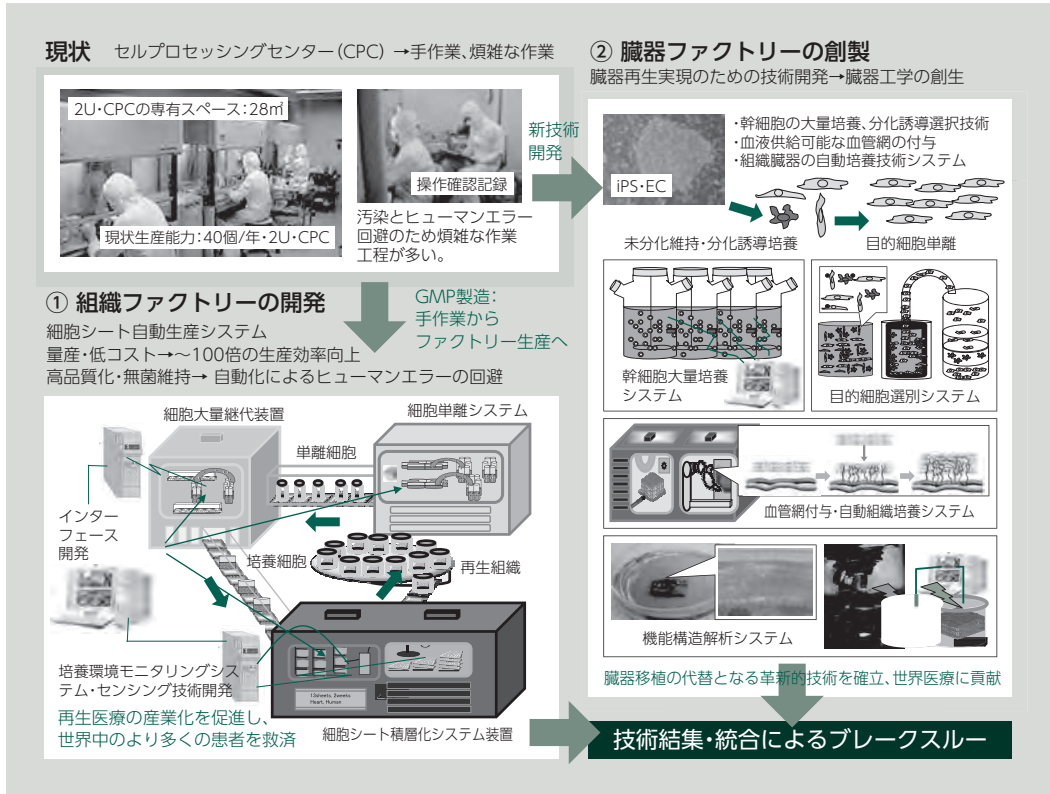 現状 セルプロセッシングセンター(CPC) →手作業、煩雑な作業
2U・CPCの専有スペース:28㎡
現状生産能力:40個/年・2U・CPC
操作確認記録
汚染とヒューマンエラー
回避のため煩雑な作業
工程が多い。
新技術
開発
① 組織ファクトリーの開発
細胞シート自動生産システム
量産・低コスト→~100倍の生産効率向上
高品質化・無菌維持→ 自動化によるヒューマンエラーの回避
GMP製造:
手作業から
ファクトリー生産へ
細胞大量継代装置
細胞単離システム
単離細胞
インター
フェース
開発
培養細胞
再生組織
培養環境モニタリングシス
テム・センシング技術開発
13sheets, 2weeks
Heart, Human
再生医療の産業化を促進し、
世界中のより多くの患者を救済
細胞シート積層化システム装置
② 臓器ファクトリーの創製
臓器再生実現のための技術開発→臓器工学の創生
iPS・EC
・幹細胞の大量培養、分化誘導選択技術
・血液供給可能な血管網の付与
・組織臓器の自動培養技術システム
未分化維持・分化誘導培養
目的細胞単離
幹細胞大量培養
システム
目的細胞選別システム
血管網付与・自動組織培養システム
機能構造解析システム
臓器移植の代替となる革新的技術を確立、世界医療に貢献
技術結集・統合によるブレークスルー